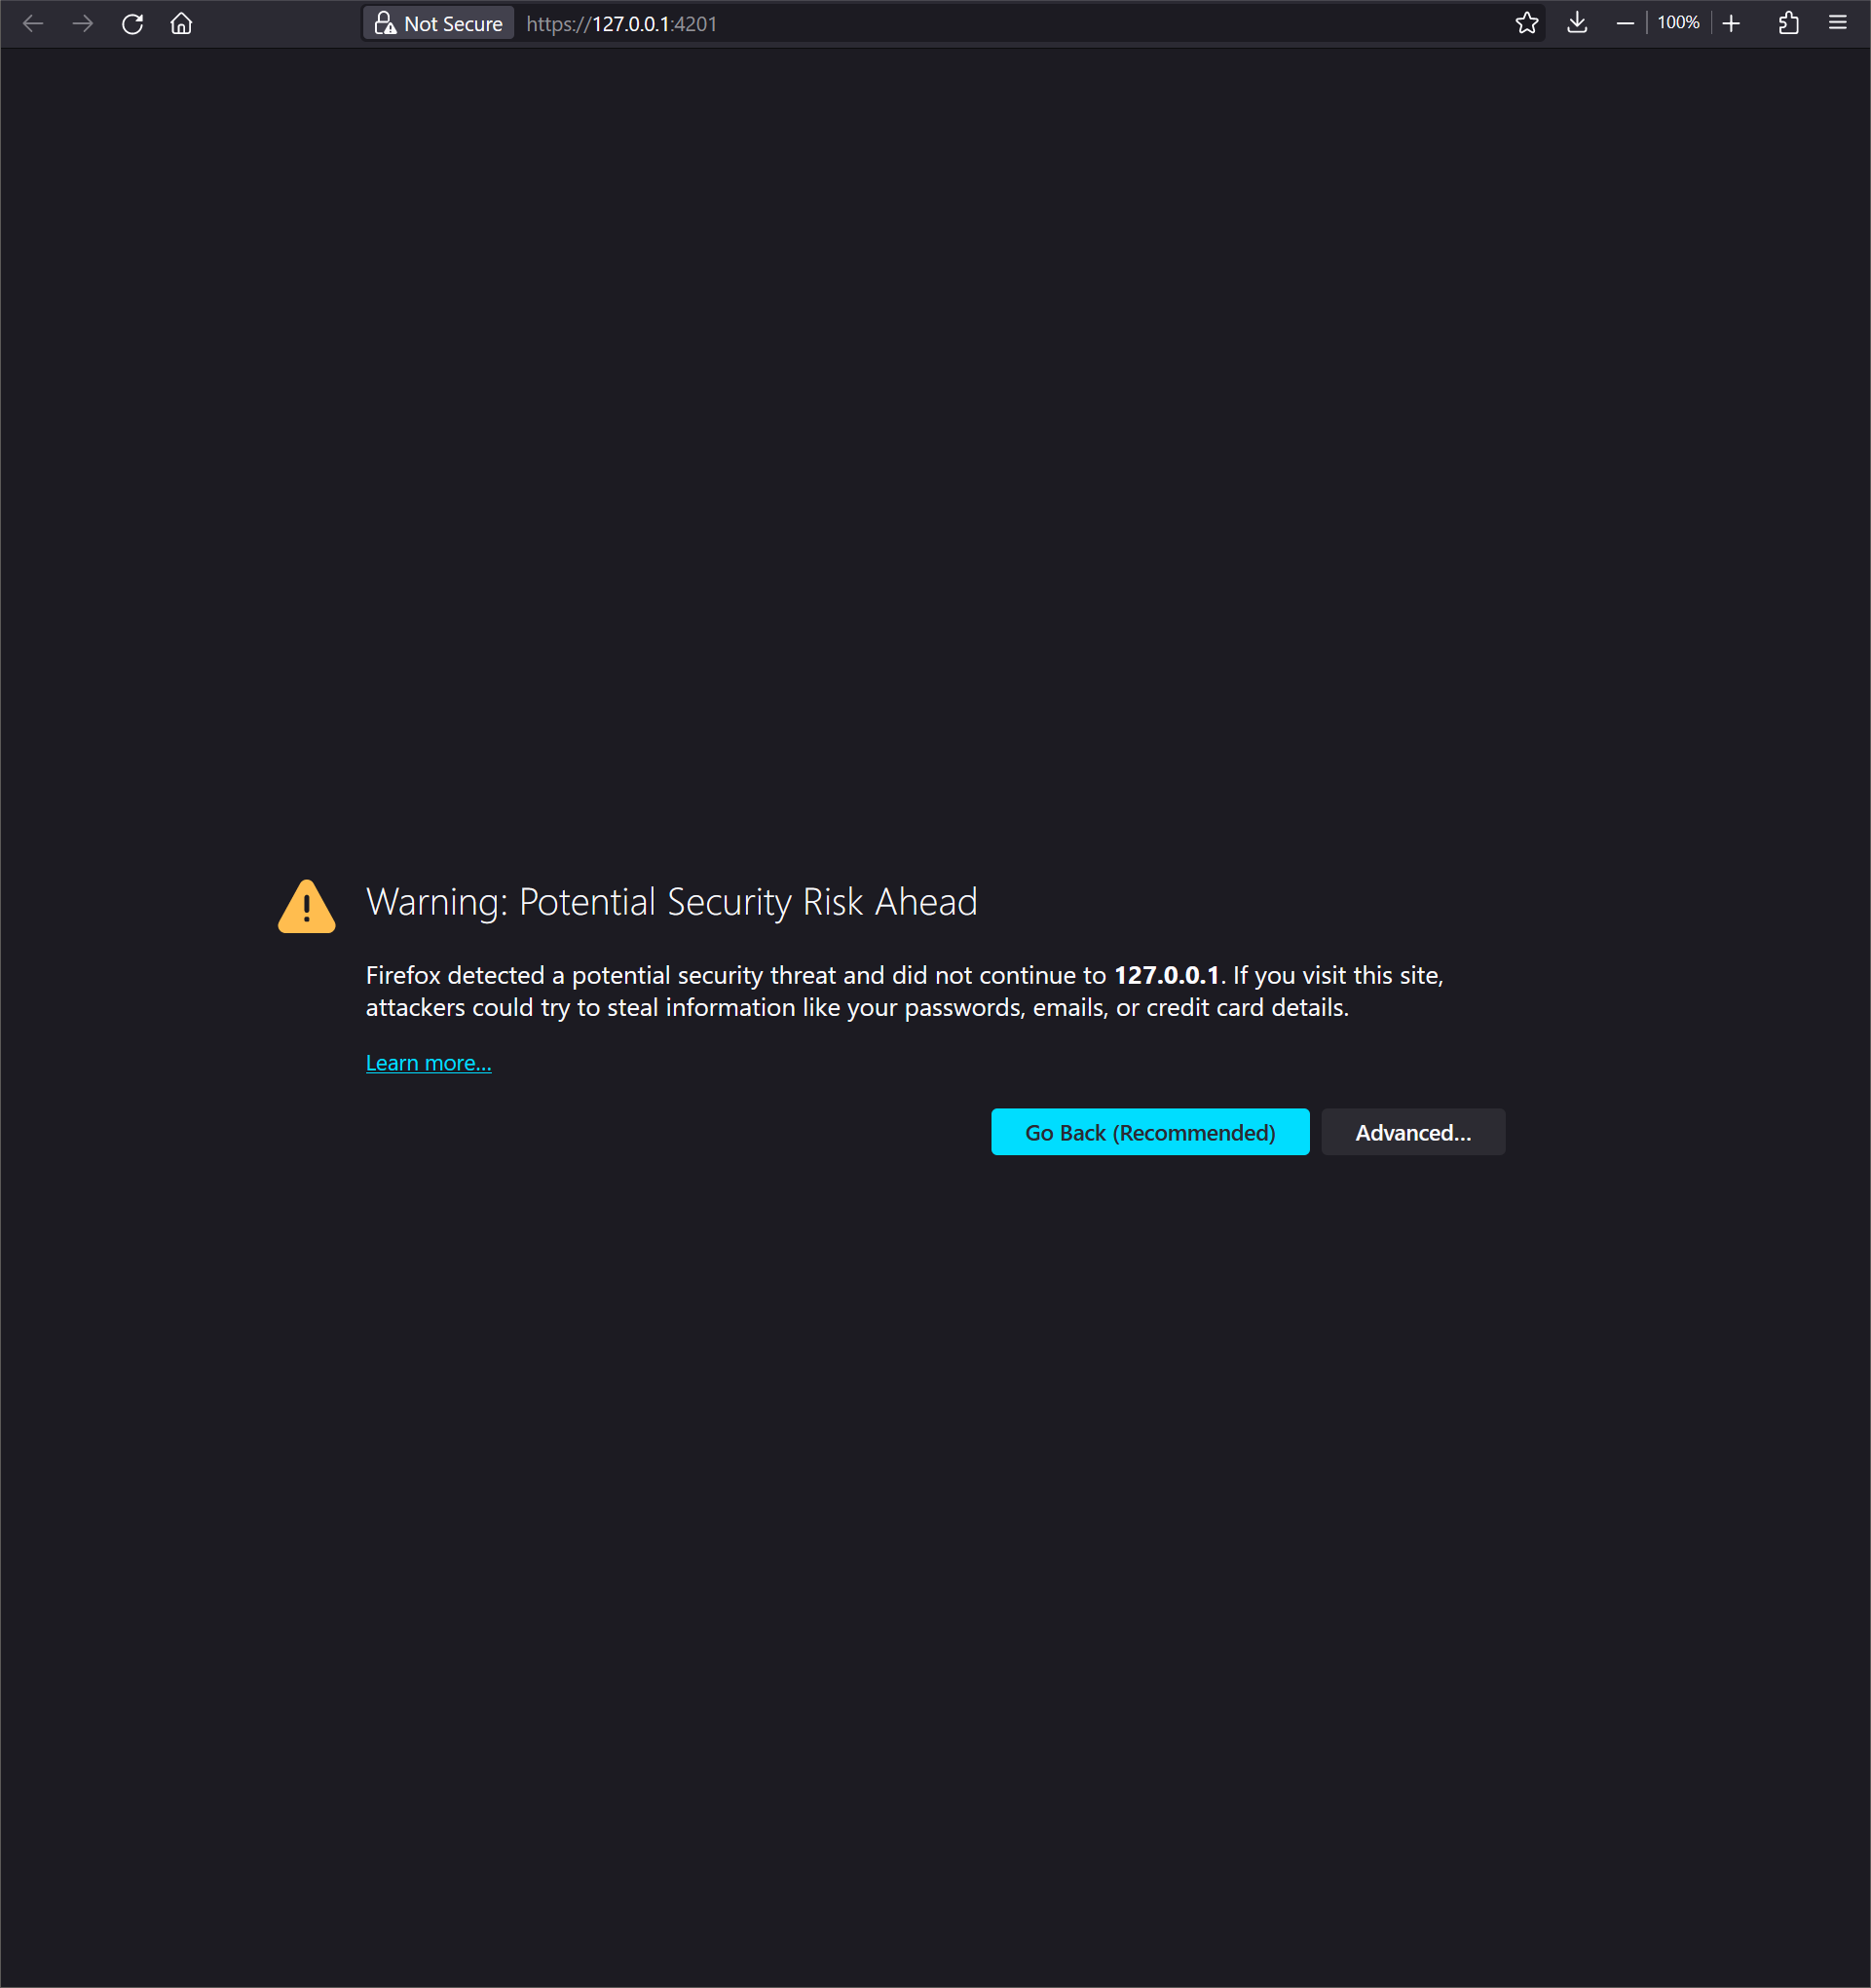 Not Secure https://127.0.0.1:4201 100%
Warning: Potential Security Risk Ahead
Firefox detected a potential security threat and did not continue to 127.0.0.1. If you visit this site,
attackers could try to steal information like your passwords, emails, or credit card details.
Learn more...
Go Back (Recommended) Advanced...